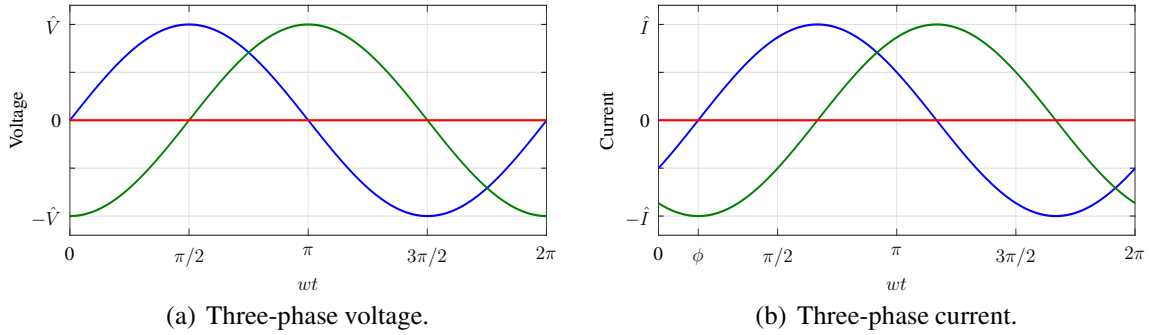 V̂
Voltage
0
−V̂
0 π/2 π 3π/2 2π
wt
(a) Three-phase voltage.
Î
Current
0
−Î
0 ϕ π/2 π 3π/2 2π
wt
(b) Three-phase current.